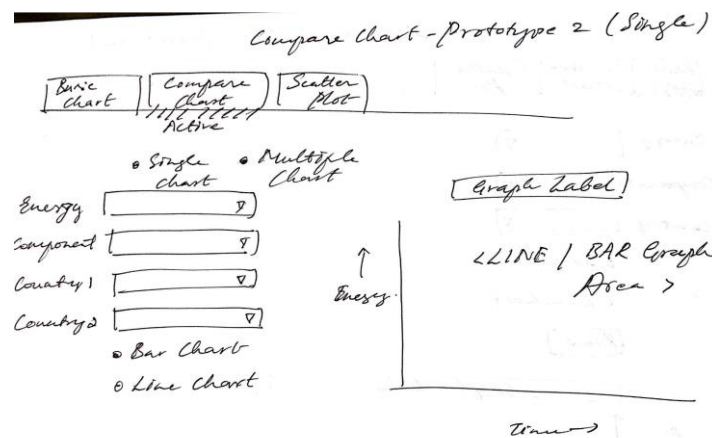 Compare Chart - Prototype 2 (Single)
Basic Chart
Compare Chart
Scatter Plot
Active
Single Chart
Multiple Chart
Energy
Component
Country 1
Country 2
Bar Chart
Line Chart
Graph Label
<LINE / BAR Graph
Area >
Energy
Time